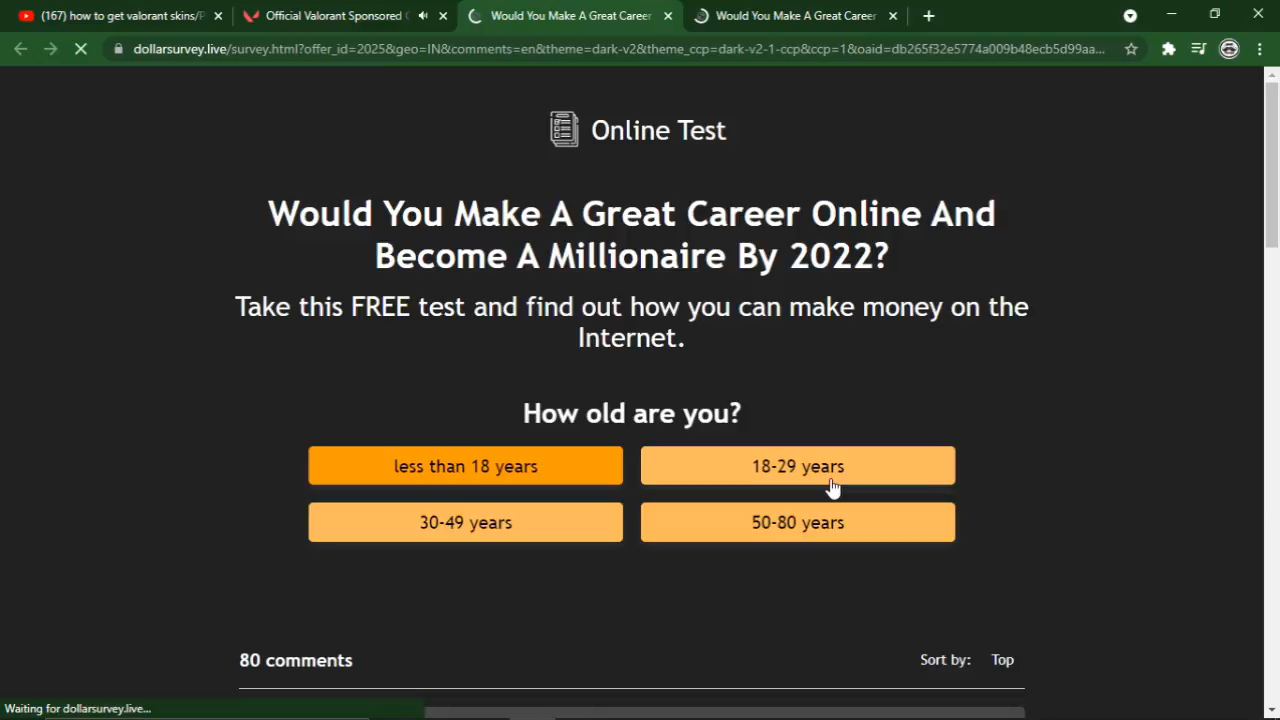 (167) how to get valorant skins/P
Official Valorant Sponsored
Would You Make A Great Career
Would You Make A Great Career
dollarsurvey.live/survey.html?offer_id=2025&geo=IN&comments=en&theme=dark-v2&theme_ccp=dark-v2-1-ccp&ccp=1&oaid=db265f32e5774a009b48ecb5d99aa...
Online Test
Would You Make A Great Career Online And
Become A Millionaire By 2022?
Take this FREE test and find out how you can make money on the
Internet.
How old are you?
less than 18 years
18-29 years
30-49 years
50-80 years
80 comments
Sort by: Top
Waiting for dollarsurvey.live...